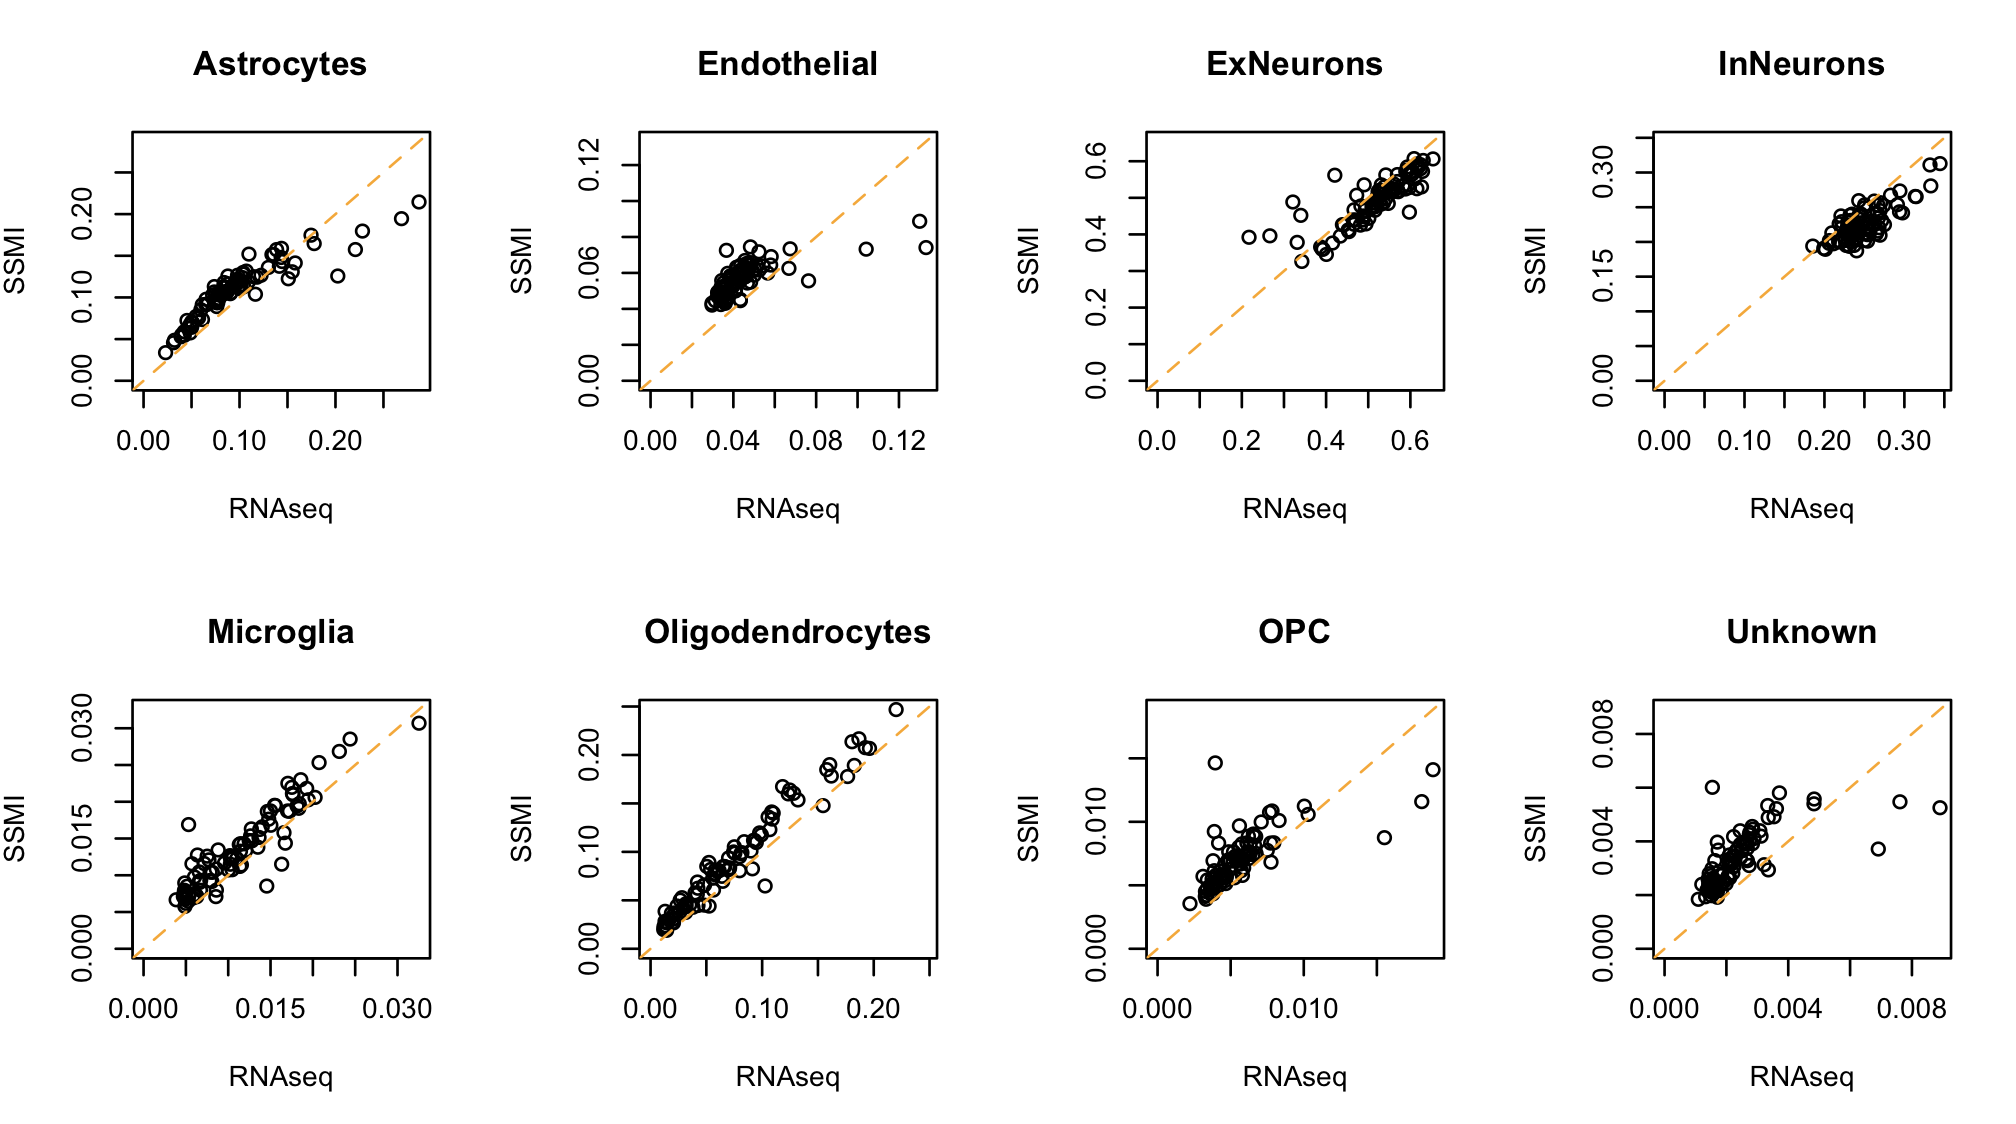 Astrocytes
SSMI
0.00 0.10 0.20
0.00 0.10 0.20
RNAseq
Endothelial
SSMI
0.00 0.06 0.12
0.00 0.04 0.08 0.12
RNAseq
ExNeurons
SSMI
0.0 0.2 0.4 0.6
0.0 0.2 0.4 0.6
RNAseq
InNeurons
SSMI
0.00 0.15 0.30
0.00 0.10 0.20 0.30
RNAseq
Microglia
SSMI
0.000 0.015 0.030
0.000 0.015 0.030
RNAseq
Oligodendrocytes
SSMI
0.00 0.10 0.20
0.00 0.10 0.20
RNAseq
OPC
SSMI
0.000 0.010
0.000 0.010
RNAseq
Unknown
SSMI
0.000 0.004 0.008
0.000 0.004 0.008
RNAseq